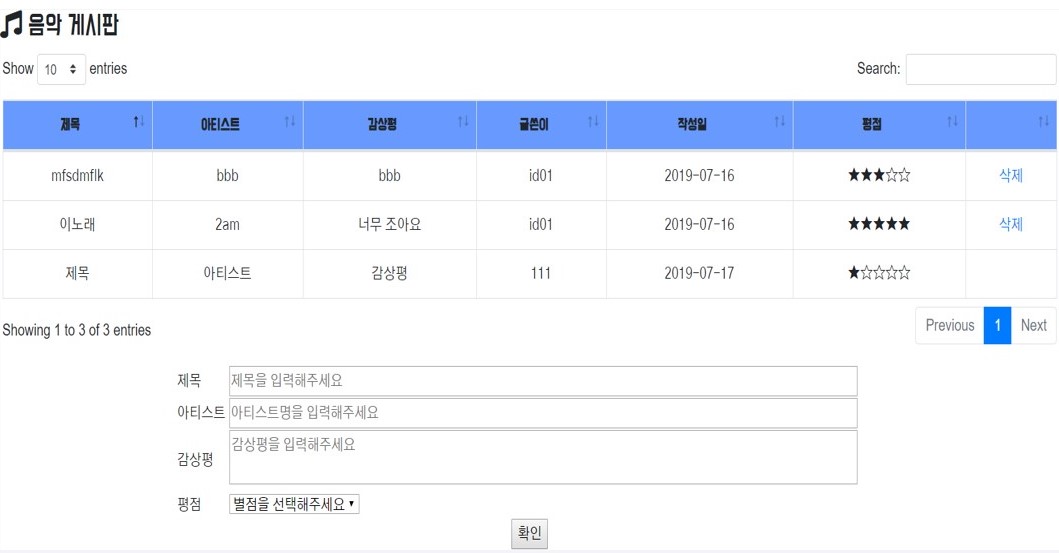 음악 게시판
Show 10 entries Search:
제목 아티스트 감상평 글쓴이 작성일 평점
mfsdmflk bbb bbb id01 2019-07-16 ★★★☆☆ 삭제
이노래 2am 너무 조아요 id01 2019-07-16 ★★★★★ 삭제
제목 아티스트 감상평 111 2019-07-17 ★☆☆☆☆
Showing 1 to 3 of 3 entries Previous 1 Next
제목 제목을 입력해주세요
아티스트 아티스트명을 입력해주세요
감상평 감상평을 입력해주세요
평점 별점을 선택해주세요
확인